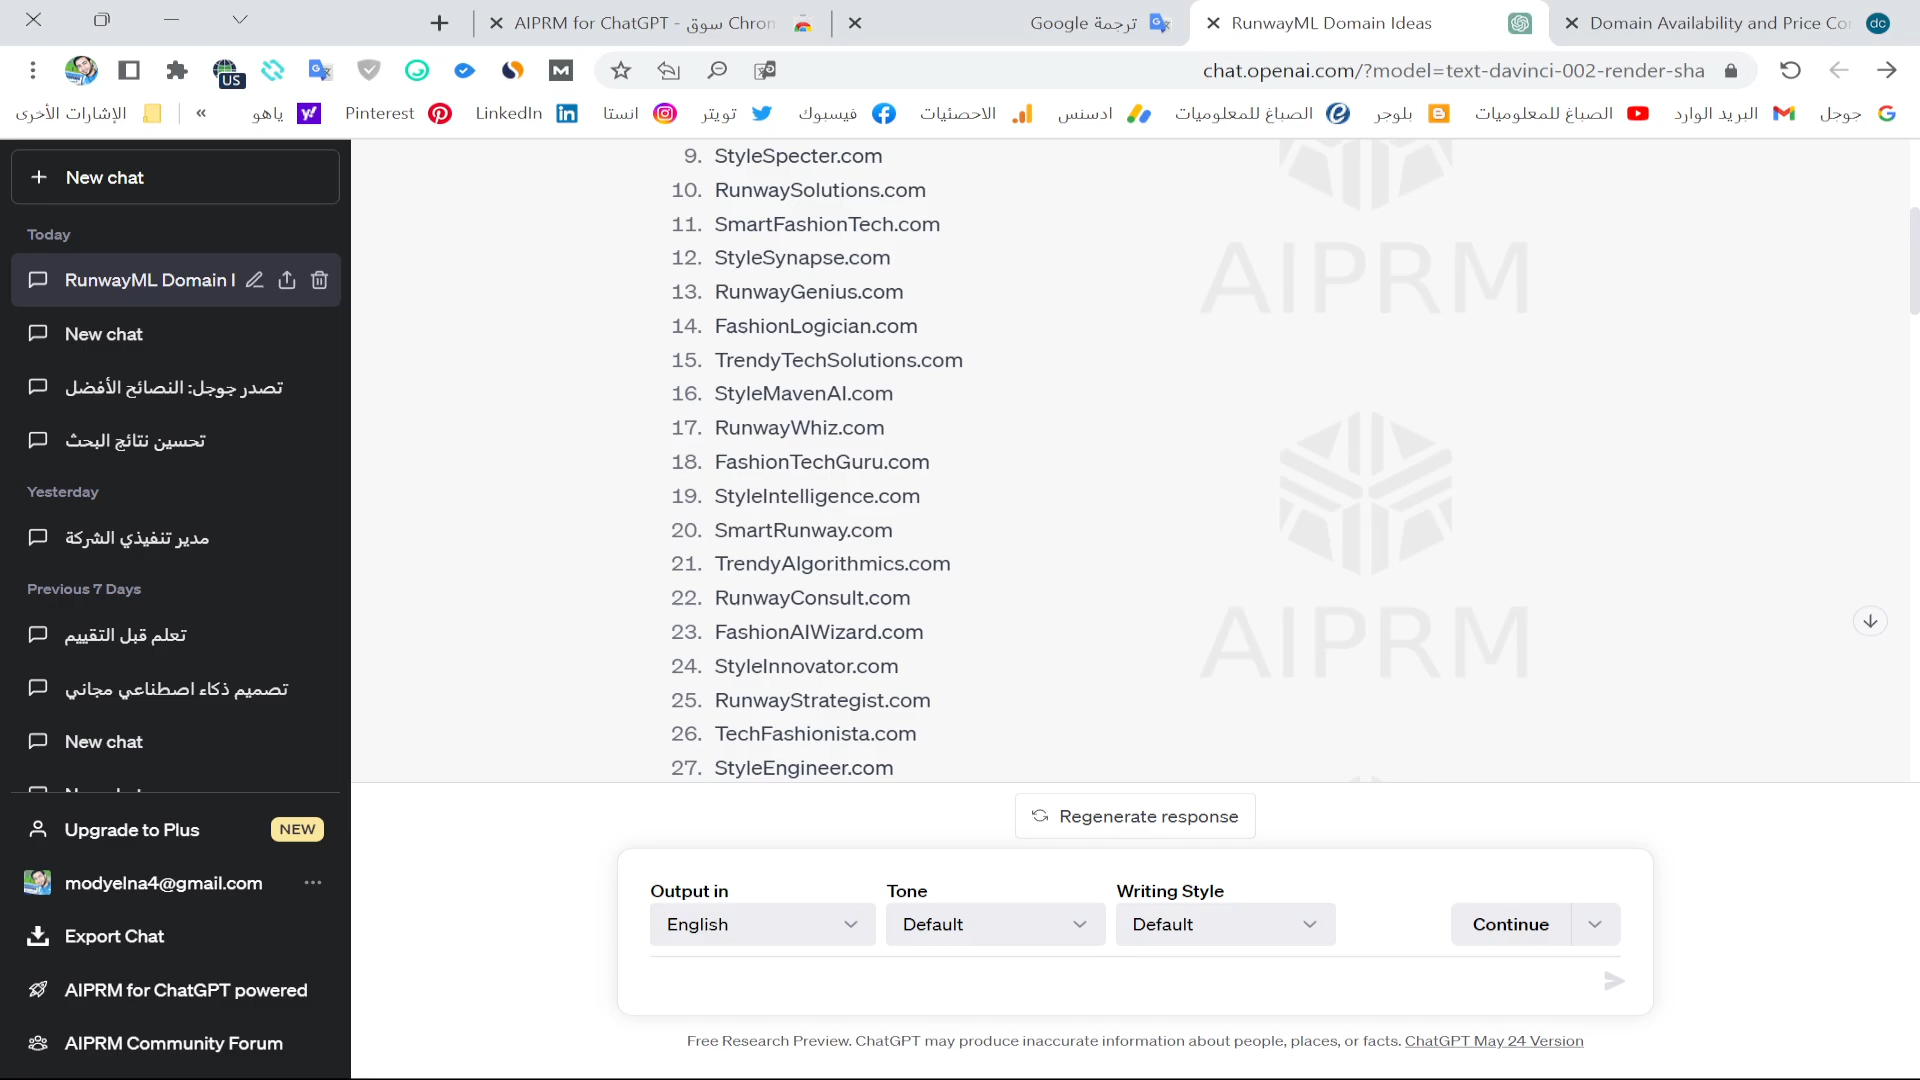 AIPRM for ChatGPT - سوق Chron
ترجمة Google
RunwayML Domain Ideas
Domain Availability and Price Co
dc
US
chat.openai.com/?model=text-davinci-002-render-sha
الإشارات الأخرى
«
ياهو
Pinterest
LinkedIn
انستا
تويتر
فيسبوك
الاحصئيات
ادسنس
الصباغ للمعلوميات
بلوجر
الصباغ للمعلوميات
البريد الوارد
جوجل
New chat
Today
RunwayML Domain I
New chat
تصدر جوجل: النصائح الأفضل
تحسين نتائج البحث
Yesterday
مدير تنفيذي الشركة
Previous 7 Days
تعلم قبل التقييم
تصميم ذكاء اصطناعي مجاني
New chat
Upgrade to Plus
NEW
modyelna4@gmail.com
Export Chat
AIPRM for ChatGPT powered
AIPRM Community Forum
9. StyleSpecter.com
10. RunwaySolutions.com
11. SmartFashionTech.com
12. StyleSynapse.com
13. RunwayGenius.com
14. FashionLogician.com
15. TrendyTechSolutions.com
16. StyleMavenAI.com
17. RunwayWhiz.com
18. FashionTechGuru.com
19. StyleIntelligence.com
20. SmartRunway.com
21. TrendyAlgorithmics.com
22. RunwayConsult.com
23. FashionAIWizard.com
24. StyleInnovator.com
25. RunwayStrategist.com
26. TechFashionista.com
27. StyleEngineer.com
AIPRM
AIPRM
Regenerate response
Output in
Tone
Writing Style
English
Default
Default
Continue
Free Research Preview. ChatGPT may produce inaccurate information about people, places, or facts. ChatGPT May 24 Version